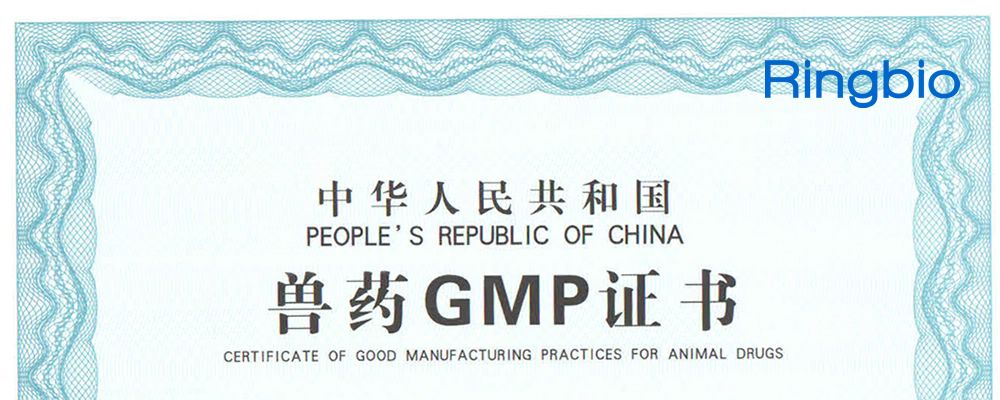 Ringbio
中华人民共和国
PEOPLE'S REPUBLIC OF CHINA
兽药GMP证书
CERTIFICATE OF GOOD MANUFACTURING PRACTICES FOR ANIMAL DRUGS